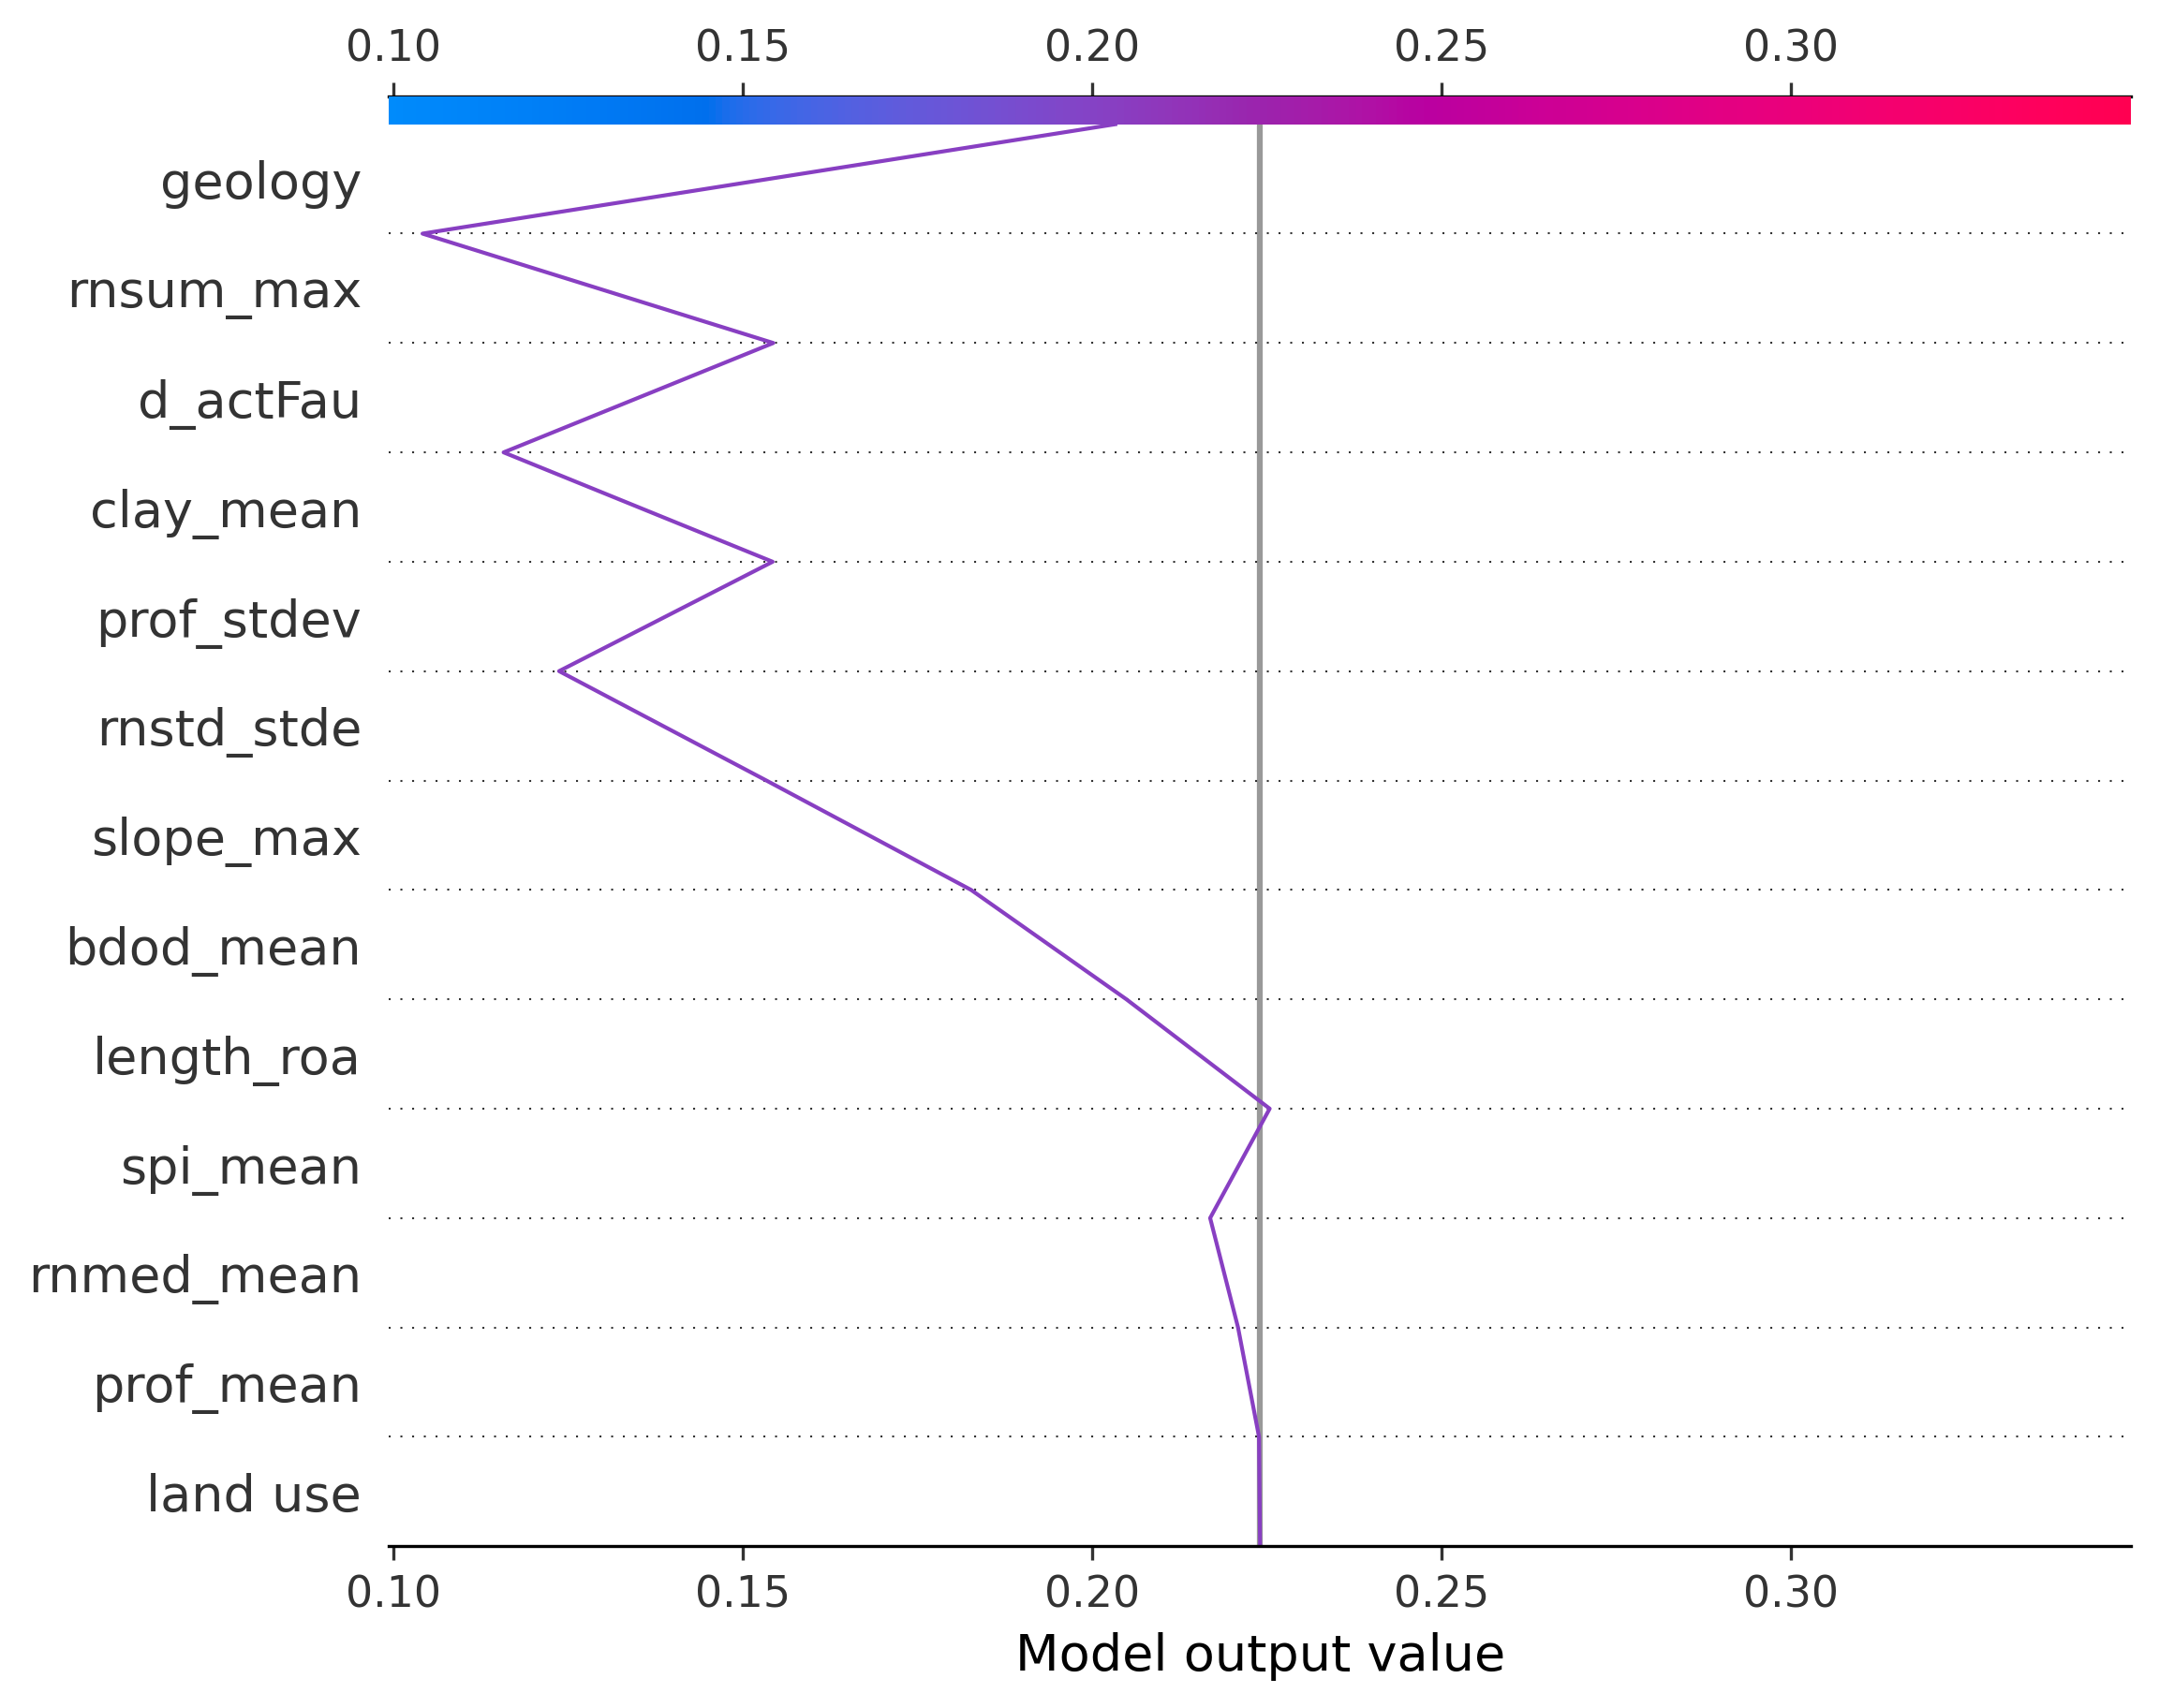 0.10 0.15 0.20 0.25 0.30
geology
rnsum_max
d_actFau
clay_mean
prof_stdev
rnstd_stde
slope_max
bdod_mean
length_roa
spi_mean
rnmed_mean
prof_mean
land use
0.10 0.15 0.20 0.25 0.30
Model output value